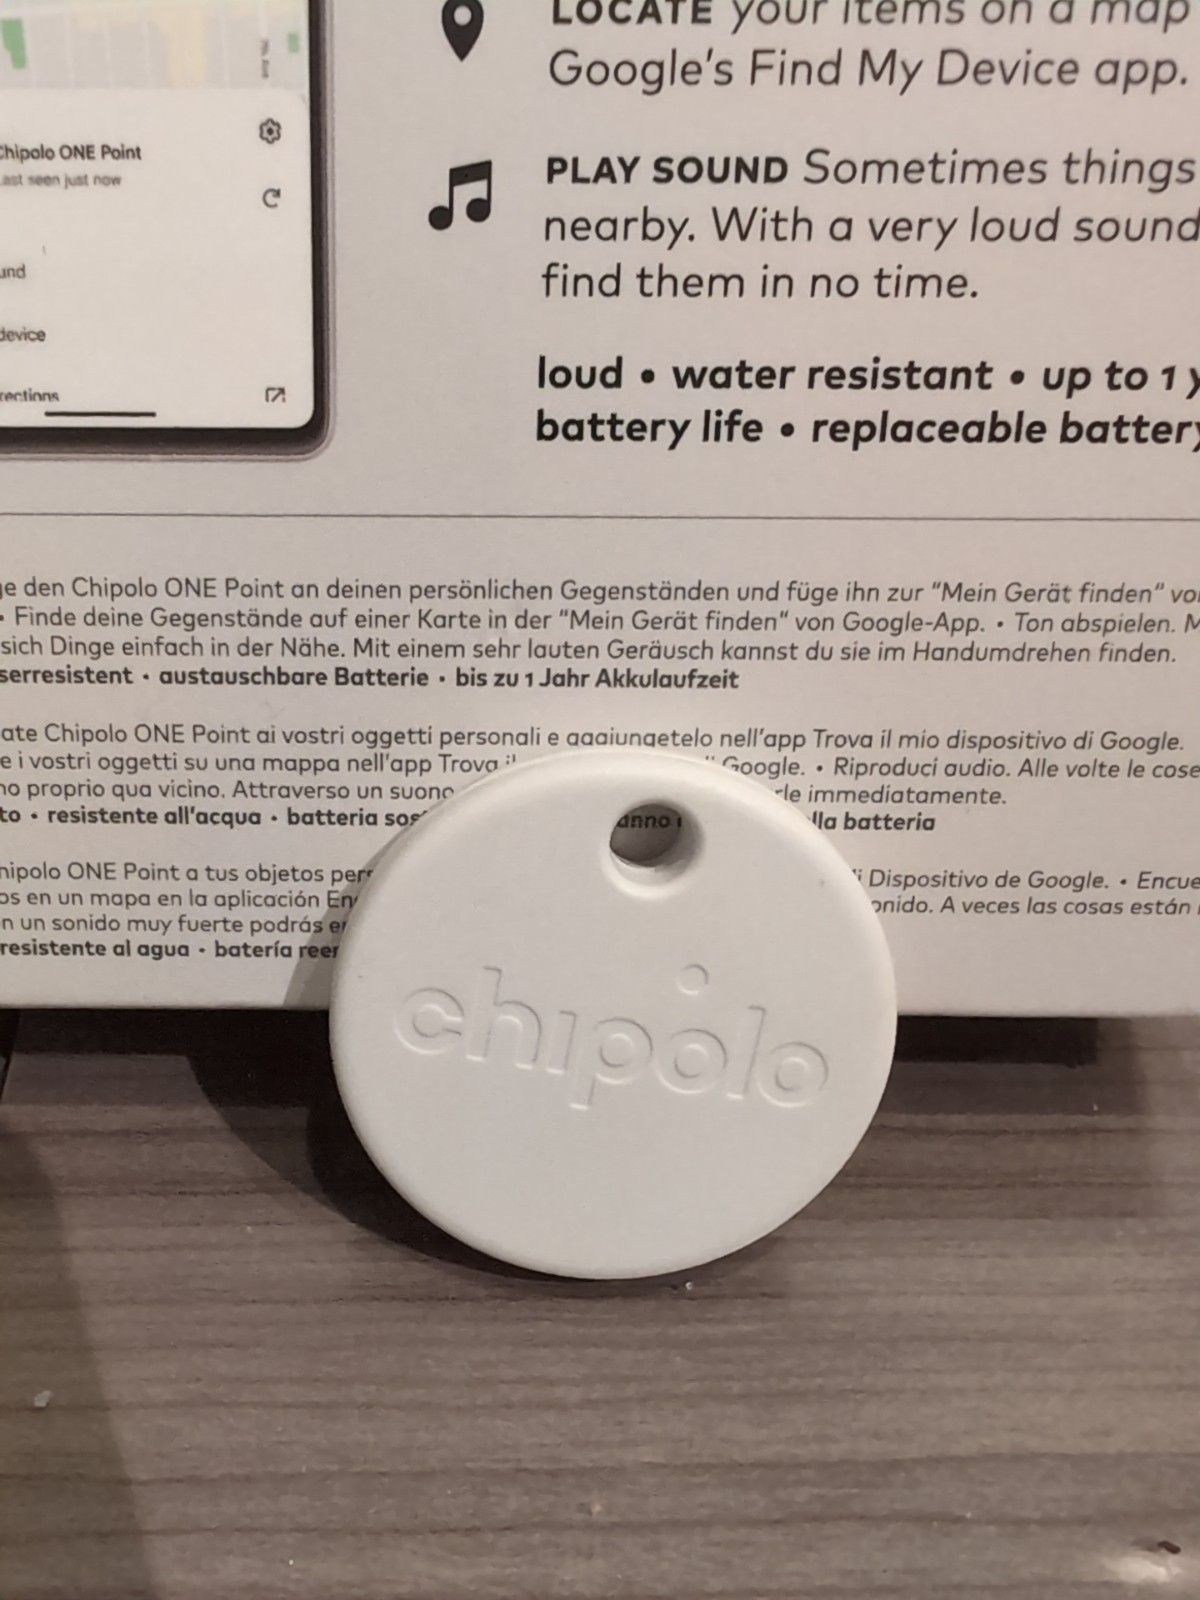 LOCATE your items on a map
Google's Find My Device app.
Chipolo ONE Point
Last seen just now
PLAY SOUND Sometimes things
nearby. With a very loud sound
find them in no time.
und
device
rections
loud • water resistant • up to 1 y
battery life • replaceable battery
ge den Chipolo ONE Point an deinen persönlichen Gegenständen und füge ihn zur “Mein Gerät finden“ vo
• Finde deine Gegenstände auf einer Karte in der “Mein Gerät finden“ von Google-App. • Ton abspielen. M
sich Dinge einfach in der Nähe. Mit einem sehr lauten Geräusch kannst du sie im Handumdrehen finden.
serresistent • austauschbare Batterie • bis zu 1 Jahr Akkulaufzeit
ate Chipolo ONE Point ai vostri oggetti personali e aggiungetelo nell'app Trova il mio dispositivo di Google.
e i vostri oggetti su una mappa nell'app Trova il Google. • Riproduci audio. Alle volte le cose
no proprio qua vicino. Attraverso un suono rle immediatamente.
to • resistente all'acqua • batteria sos anno lla batteria
hipolo ONE Point a tus objetos pers i Dispositivo de Google. • Encue
os en un mapa en la aplicación En onido. A veces las cosas están
n un sonido muy fuerte podrás e
resistente al agua • batería reem
chipolo